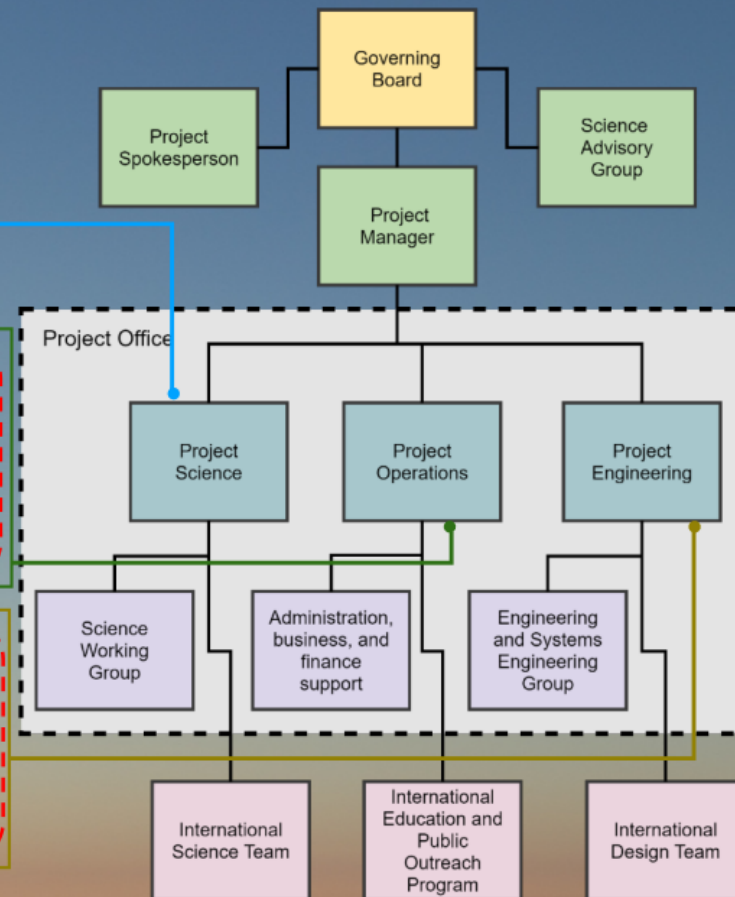 Governing
Board
Project
Spokesperson
Science
Advisory
Group
Project
Manager
Project Office
Project
Science
Project
Operations
Project
Engineering
Science
Working
Group
Administration,
business, and
finance
support
Engineering
and Systems
Engineering
Group
International
Science Team
International
Education and
Public
Outreach
Program
International
Design Team